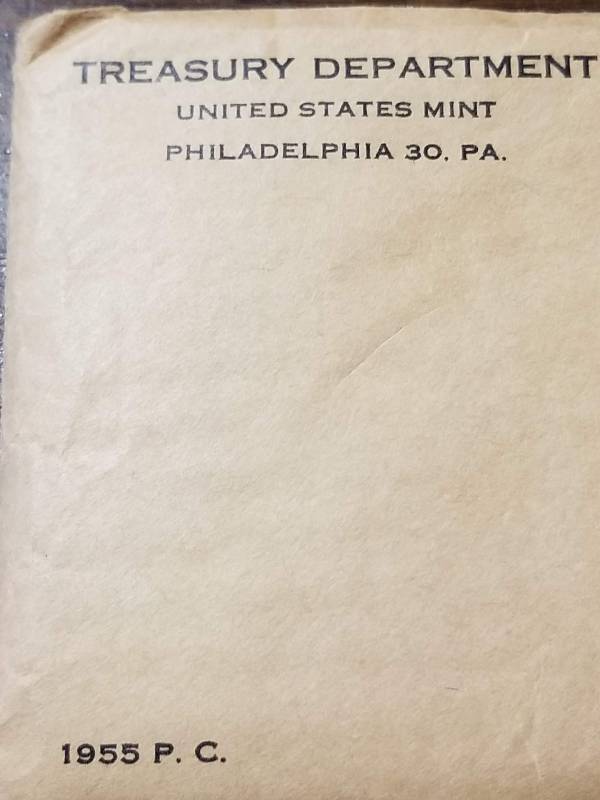 TREASURY DEPARTMENT
UNITED STATES MINT
PHILADELPHIA 30, PA.
1955 P. C.